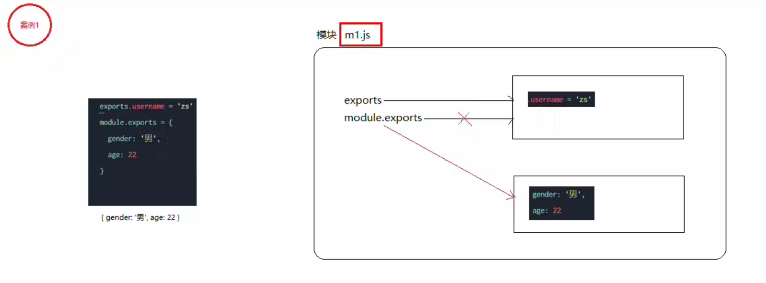 案例1
exports.username = 'zs'
module.exports = {
gender: '男',
age: 22
}
{ gender: '男', age: 22 }
模块 m1.js
exports
module.exports
.username = 'zs'
gender: '男',
age: 22